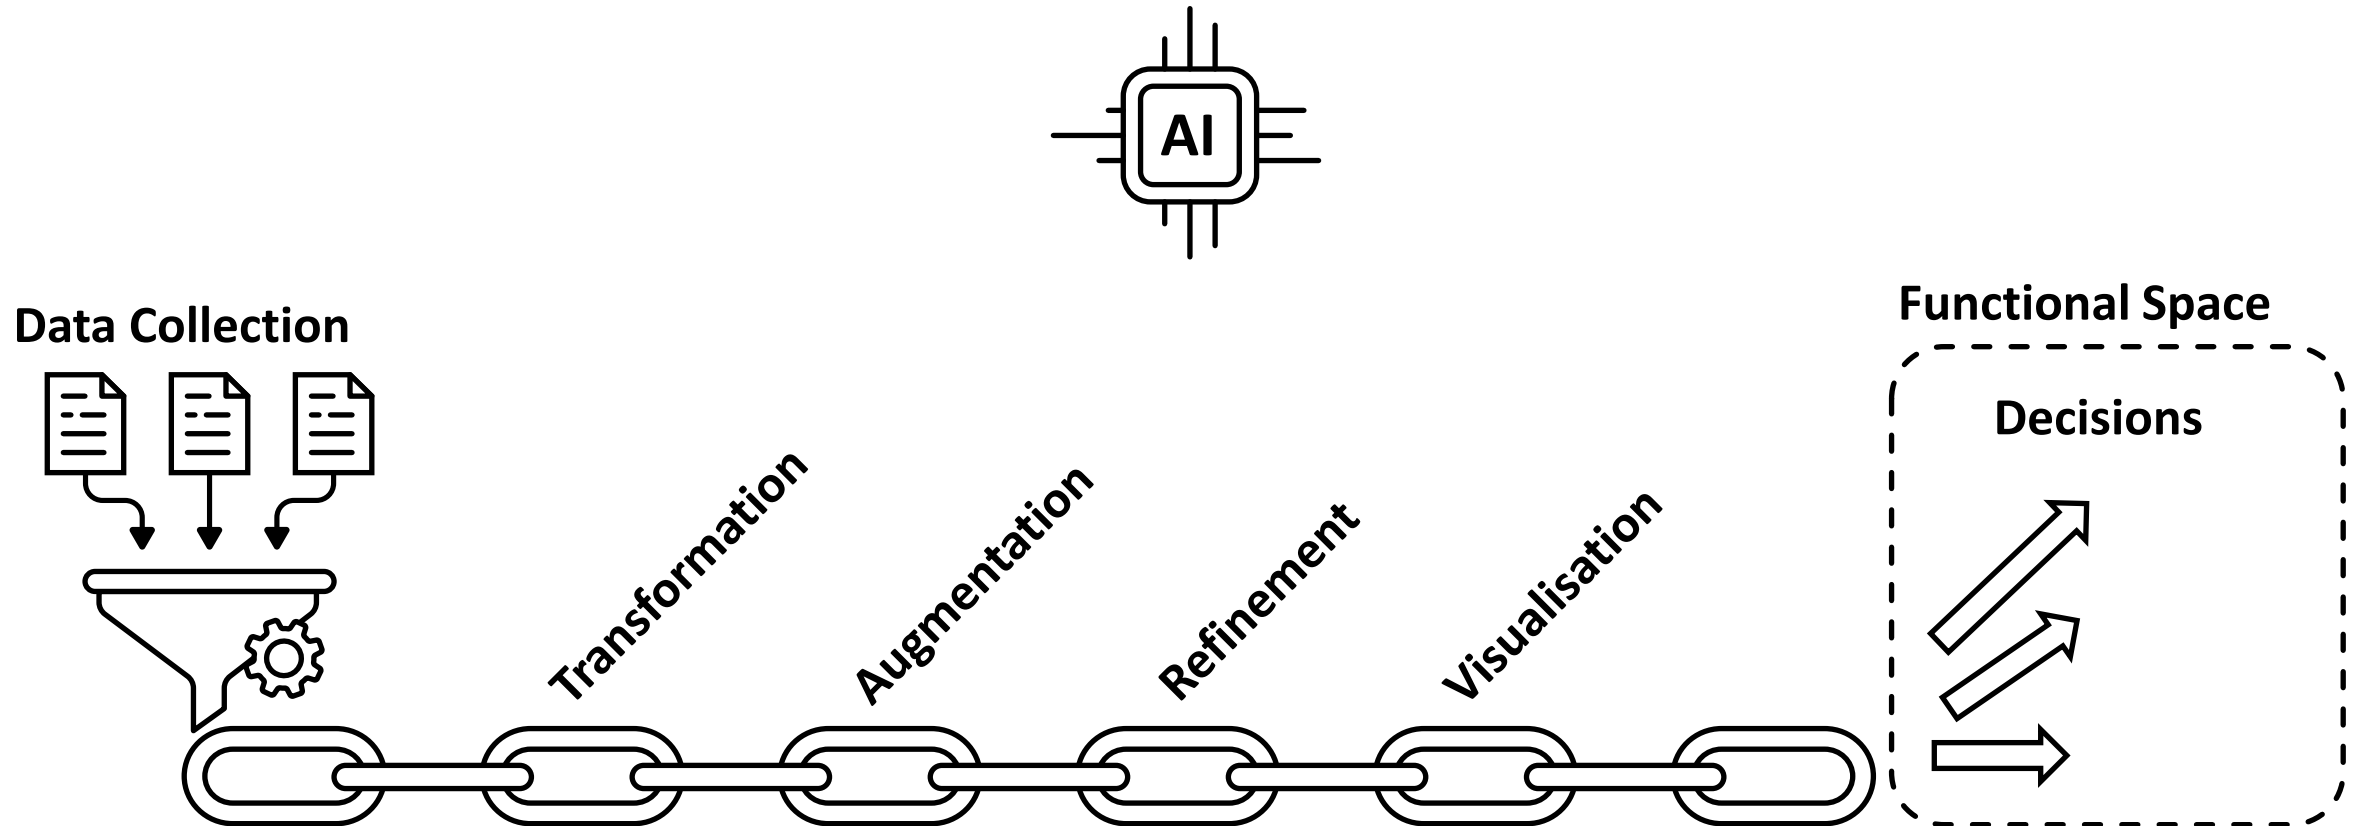 AI
Data Collection
Functional Space
Decisions
Transformation
Augmentation
Refinement
Visualisation